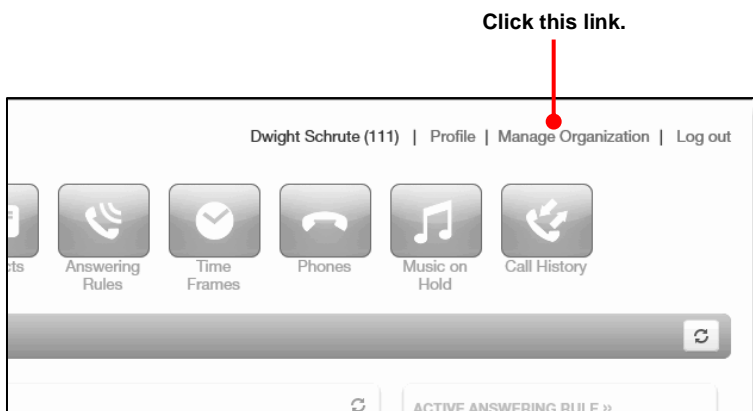 Click this link.
Dwight Schrute (111) | Profile | Manage Organization | Log out
cts
Answering Rules
Time Frames
Phones
Music on Hold
Call History
ACTIVE ANSWERING RULE »